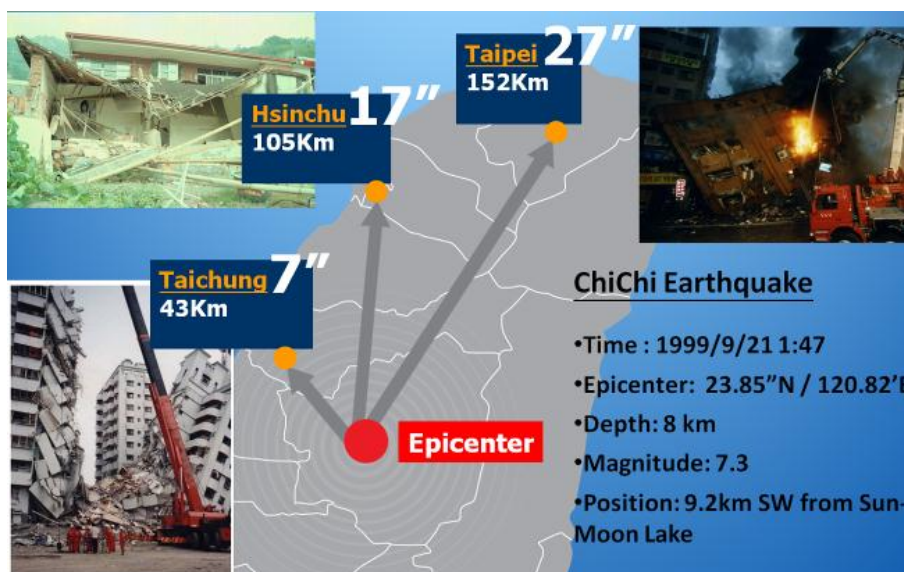 Taipei 27″
152Km
Hsinchu 17″
105Km
Taichung 7″
43Km
Epicenter
ChiChi Earthquake
•Time : 1999/9/21 1:47
•Epicenter: 23.85”N / 120.82’E
•Depth: 8 km
•Magnitude: 7.3
•Position: 9.2km SW from Sun-
Moon Lake